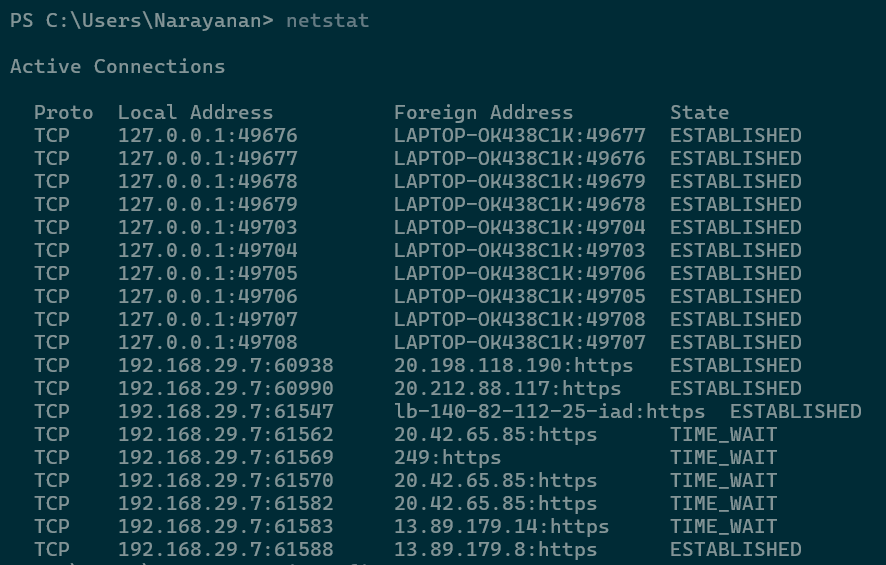 PS C:\Users\Narayanan> netstat
Active Connections
Proto  Local Address          Foreign Address        State
TCP    127.0.0.1:49676        LAPTOP-OK438C1K:49677  ESTABLISHED
TCP    127.0.0.1:49677        LAPTOP-OK438C1K:49676  ESTABLISHED
TCP    127.0.0.1:49678        LAPTOP-OK438C1K:49679  ESTABLISHED
TCP    127.0.0.1:49679        LAPTOP-OK438C1K:49678  ESTABLISHED
TCP    127.0.0.1:49703        LAPTOP-OK438C1K:49704  ESTABLISHED
TCP    127.0.0.1:49704        LAPTOP-OK438C1K:49703  ESTABLISHED
TCP    127.0.0.1:49705        LAPTOP-OK438C1K:49706  ESTABLISHED
TCP    127.0.0.1:49706        LAPTOP-OK438C1K:49705  ESTABLISHED
TCP    127.0.0.1:49707        LAPTOP-OK438C1K:49708  ESTABLISHED
TCP    127.0.0.1:49708        LAPTOP-OK438C1K:49707  ESTABLISHED
TCP    192.168.29.7:60938     20.198.118.190:https   ESTABLISHED
TCP    192.168.29.7:60990     20.212.88.117:https    ESTABLISHED
TCP    192.168.29.7:61547     lb-140-82-112-25-iad:https  ESTABLISHED
TCP    192.168.29.7:61562     20.42.65.85:https      TIME_WAIT
TCP    192.168.29.7:61569     249:https              TIME_WAIT
TCP    192.168.29.7:61570     20.42.65.85:https      TIME_WAIT
TCP    192.168.29.7:61582     20.42.65.85:https      TIME_WAIT
TCP    192.168.29.7:61583     13.89.179.14:https     TIME_WAIT
TCP    192.168.29.7:61588     13.89.179.8:https      ESTABLISHED